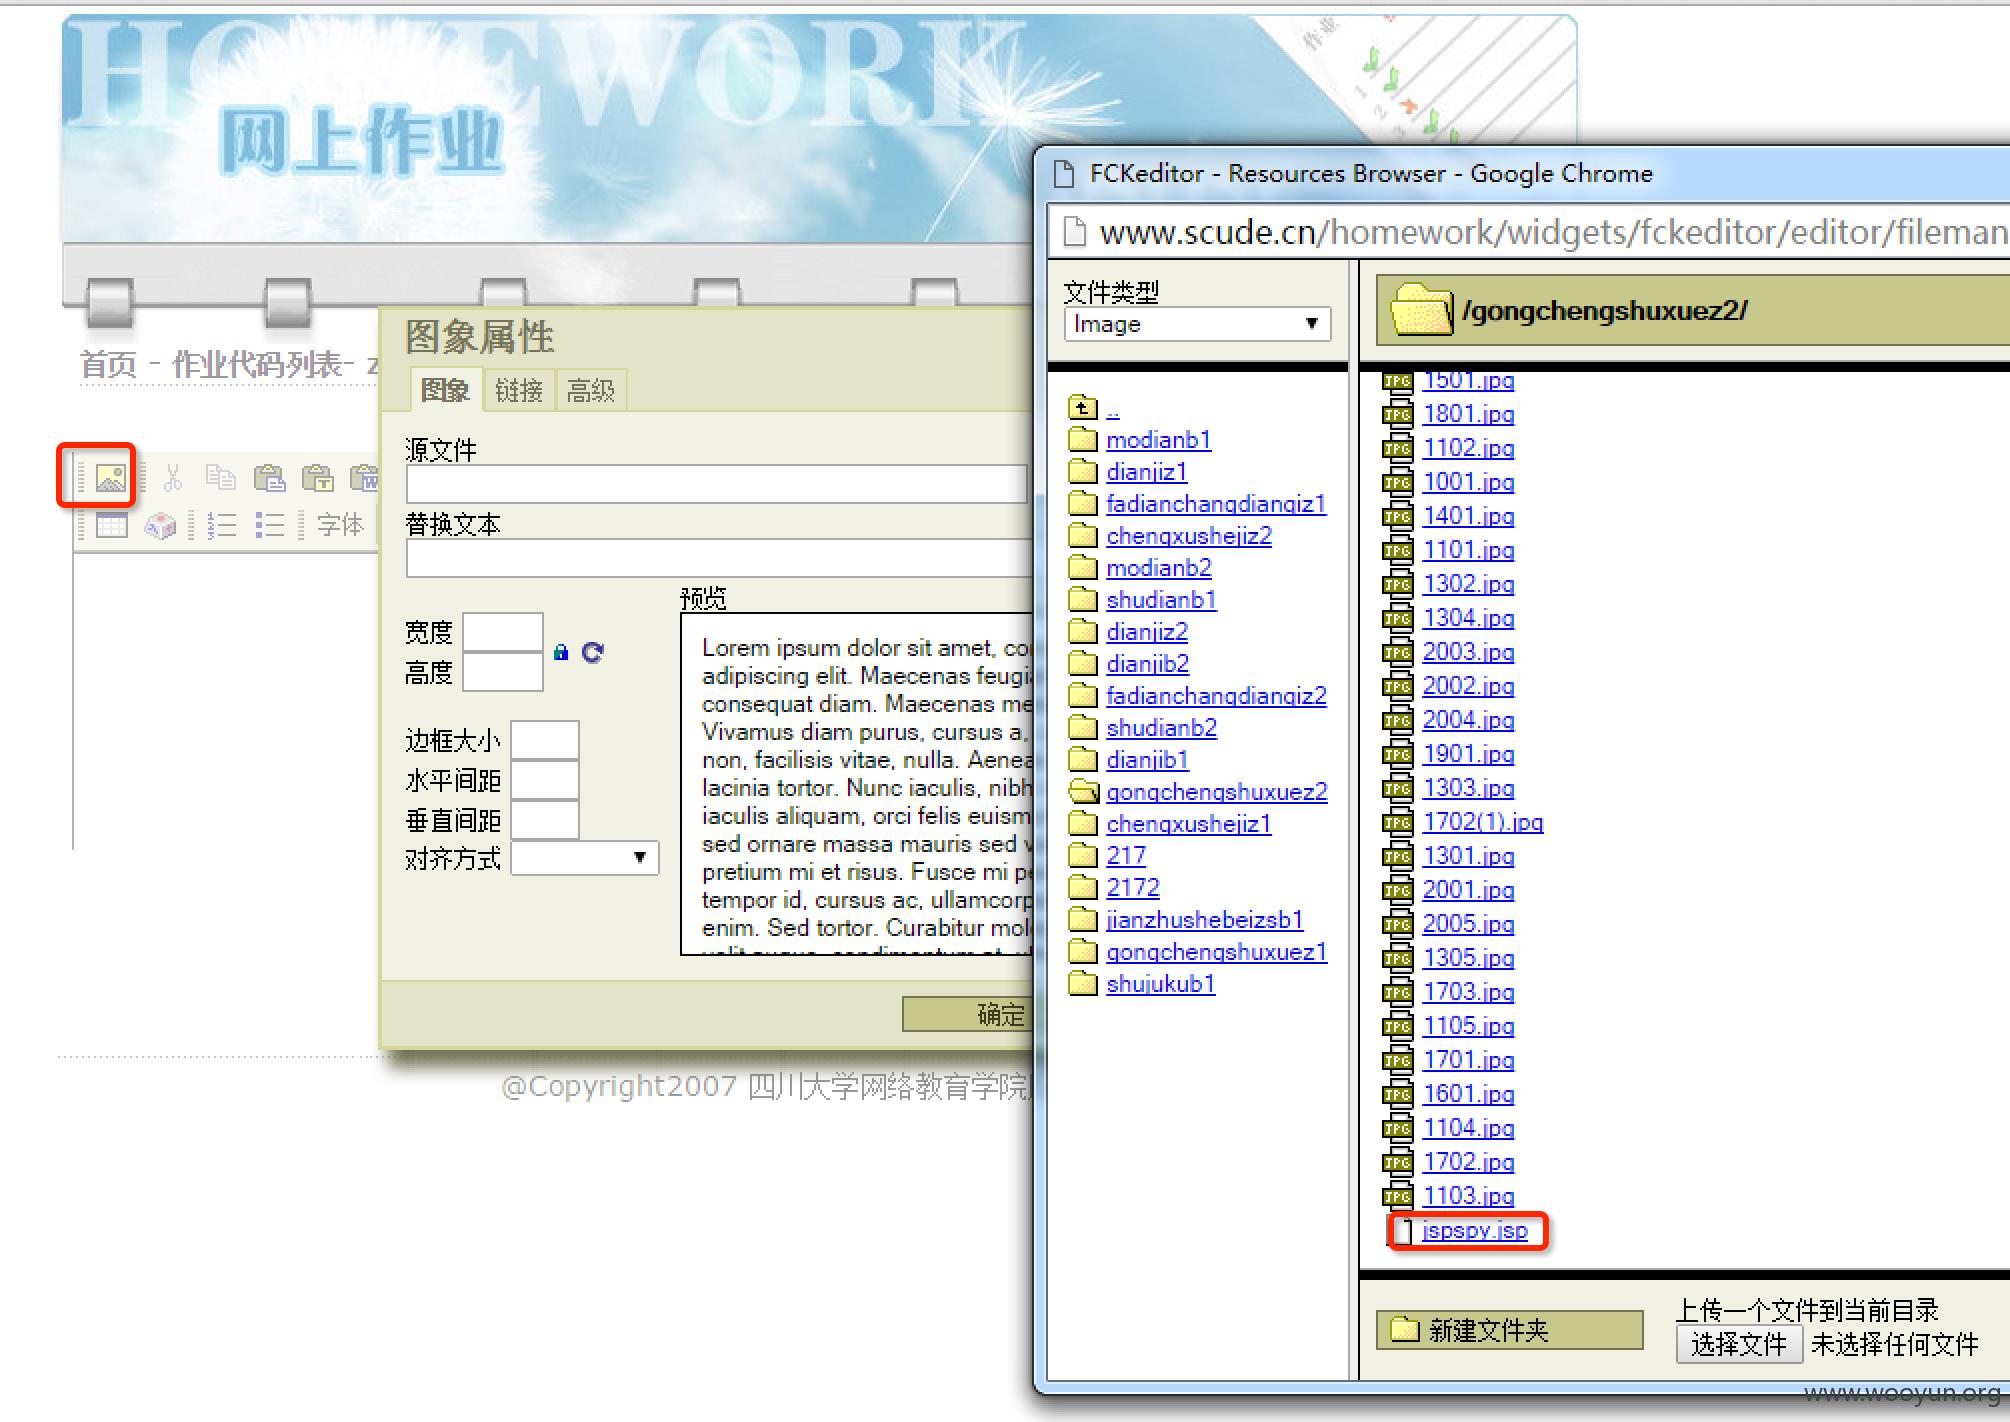 HOMEWORK
网上作业
作业
1
2
首页 - 作业代码列表- z
字体
图象属性
图象 链接 高级
源文件
替换文本
宽度
高度
边框大小
水平间距
垂直间距
对齐方式
预览
Lorem ipsum dolor sit amet, co
adipiscing elit. Maecenas feugi
consequat diam. Maecenas me
Vivamus diam purus, cursus a,
non, facilisis vitae, nulla. Aenea
lacinia tortor. Nunc iaculis, nibh
iaculis aliquam, orci felis euism
sed ornare massa mauris sed v
pretium mi et risus. Fusce mi pe
tempor id, cursus ac, ullamcorp
enim. Sed tortor. Curabitur mol
确定
@Copyright2007 四川大学网络教育学院
FCKeditor - Resources Browser - Google Chrome
www.scude.cn/homework/widgets/fckeditor/editor/fileman
文件类型
Image
..
modianb1
dianjiz1
fadianchangdianqiz1
chengxushejiz2
modianb2
shudianb1
dianjiz2
dianjib2
fadianchangdianqiz2
shudianb2
dianjib1
gongchengshuxuez2
chengxushejiz1
217
2172
jianzhushebeizsb1
gongchengshuxuez1
shujukub1
/gongchengshuxuez2/
1501.jpg
1801.jpg
1102.jpg
1001.jpg
1401.jpg
1101.jpg
1302.jpg
1304.jpg
2003.jpg
2002.jpg
2004.jpg
1901.jpg
1303.jpg
1702(1).jpg
1301.jpg
2001.jpg
2005.jpg
1305.jpg
1703.jpg
1105.jpg
1701.jpg
1601.jpg
1104.jpg
1702.jpg
1103.jpg
jspspy.jsp
新建文件夹
上传一个文件到当前目录
选择文件 未选择任何文件
www.wooyun.org